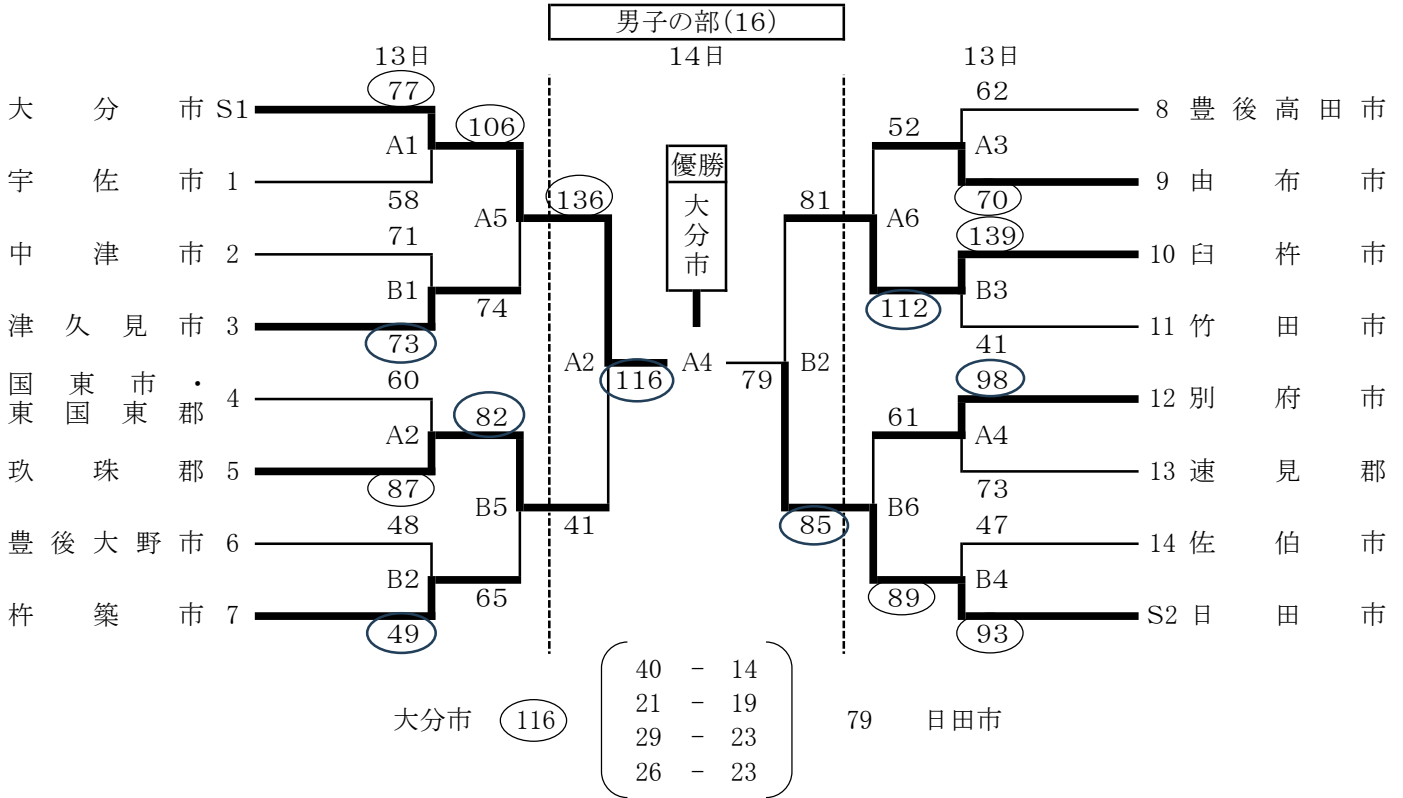 男子の部(16)
13日 14日 13日
77 62
大分市 S1 8 豊後高田市
106 52
A1 A3
優勝
宇佐市 1 9 由布市
58 136 81 70
大分市
A5 A6
71 139
中津市 2 10 臼杵市
B1 B3
74 112
津久見市 3 11 竹田市
73 41
A2 A4 B2
116 79
60 98
国東市・
東国東郡 4 12 別府市
82 61
A2 A4
玖珠郡 5 13 速見郡
87 73
B5 B6
41 85
48 47
豊後大野市 6 14 佐伯市
B2 B4
65 89
杵築市 7 S2 日田市
49 93
40 - 14
21 - 19
大分市 116 79 日田市
29 - 23
26 - 23